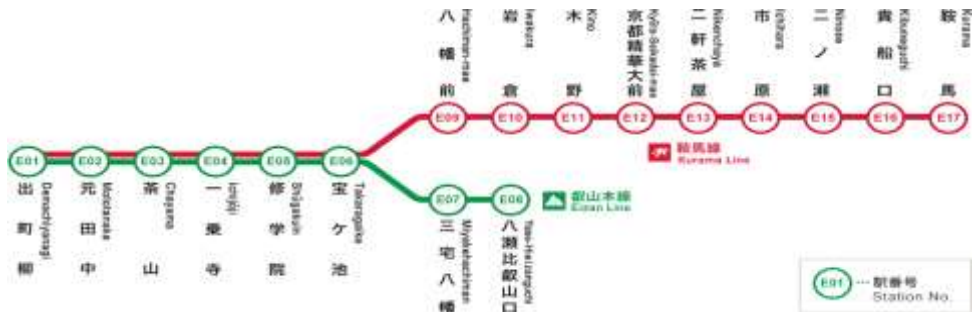 八幡前
Hachiman-mae
岩倉
Iwakura
木野
Kino
京都精華大前
Kyōto-Seikadai-mae
二軒茶屋
Nikenchaya
市原
Ichihara
二ノ瀬
Ninose
貴船口
Kibuneguchi
鞍馬
Kurama
E09
E10
E11
E12
E13
E14
E15
E16
E17
鞍馬線
Kurama Line
E01
E02
E03
E04
E05
E06
出町柳
Demachiyanagi
元田中
Mototanaka
茶山
Chayama
一乗寺
Ichijōji
修学院
Shūgakuin
宝ケ池
Takaragaike
E07
E08
叡山本線
Eizan Line
三宅八幡
Miyakehachiman
八瀬比叡山口
Yase-Hieizanguchi
E01
…駅番号
Station No.